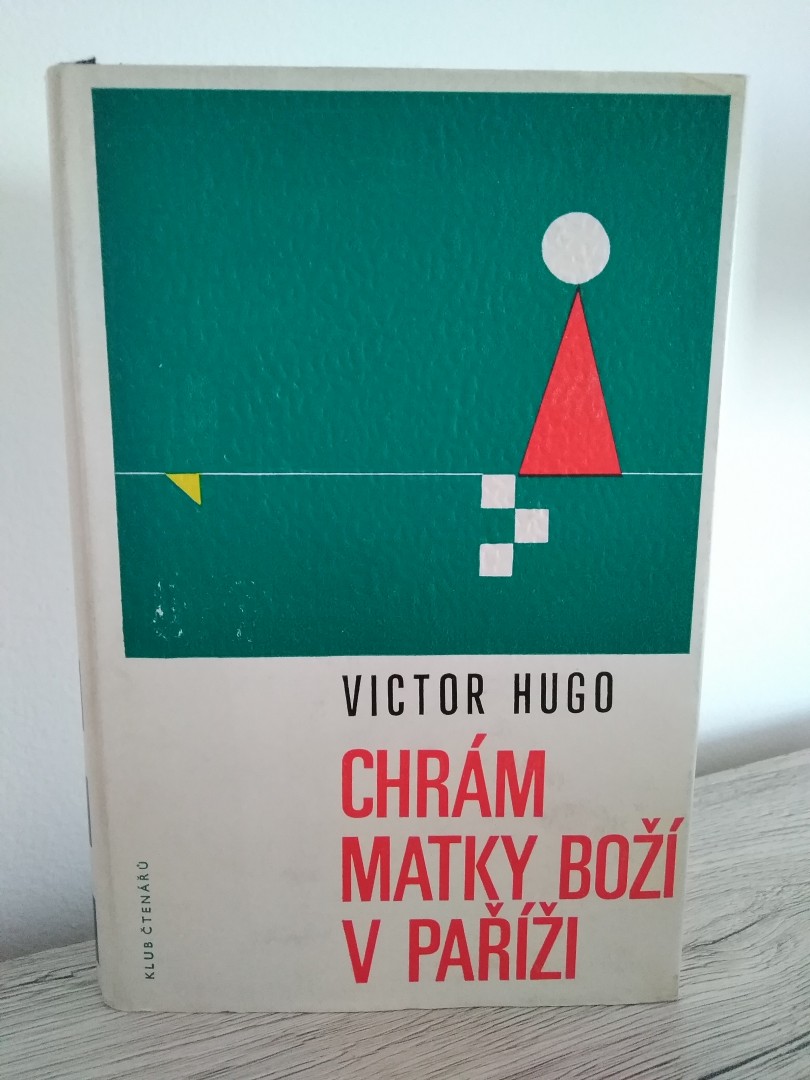 VICTOR HUGO
CHRÁM
MATKY BOŽÍ
V PAŘÍŽI
KLUB ČTENÁŘŮ